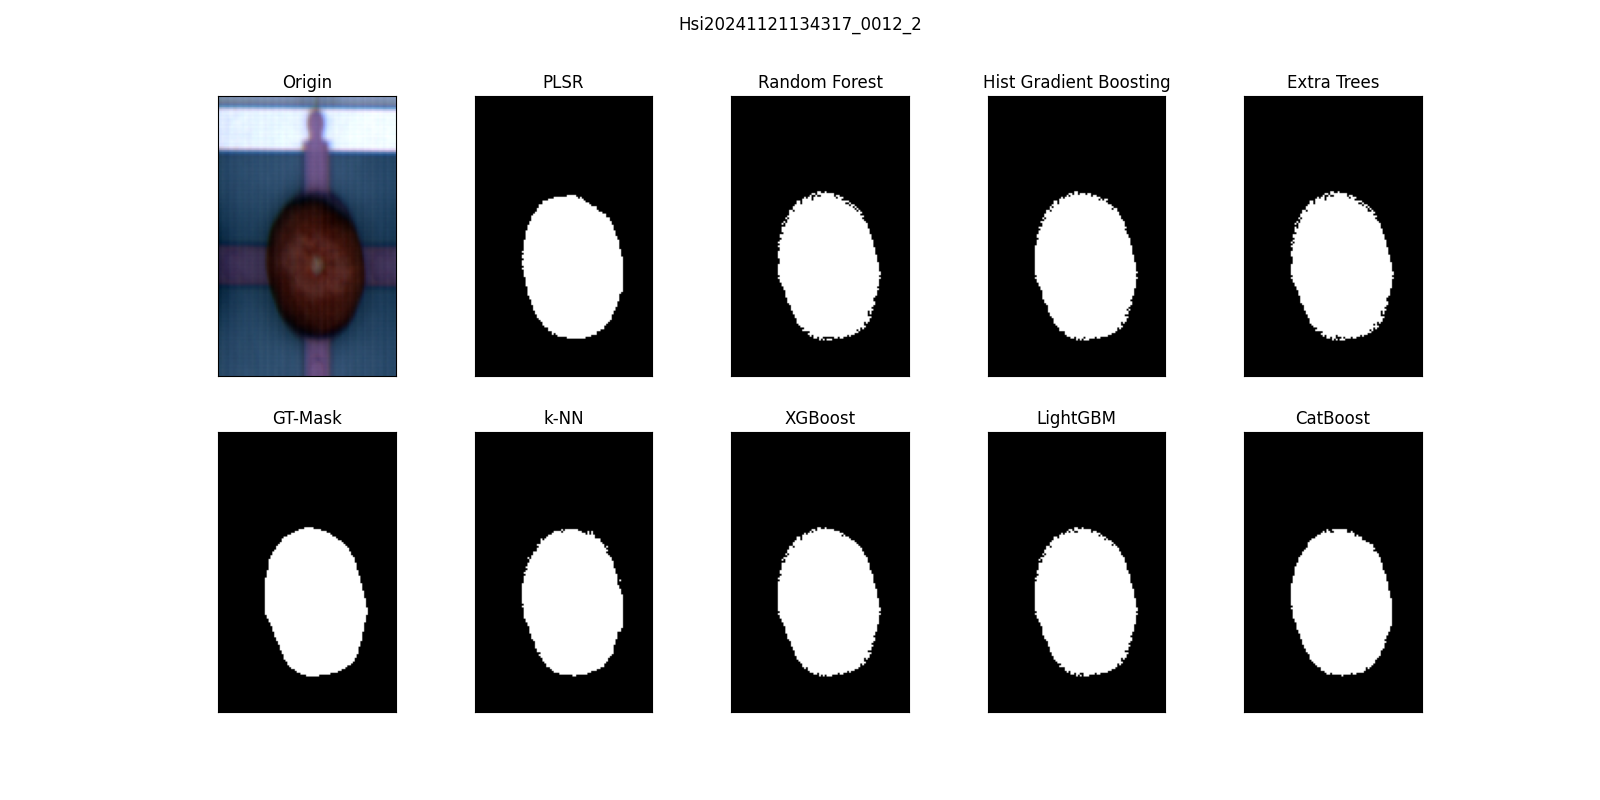 Hsi20241121134317_0012_2
Origin
PLSR
Random Forest
Hist Gradient Boosting
Extra Trees
GT-Mask
k-NN
XGBoost
LightGBM
CatBoost